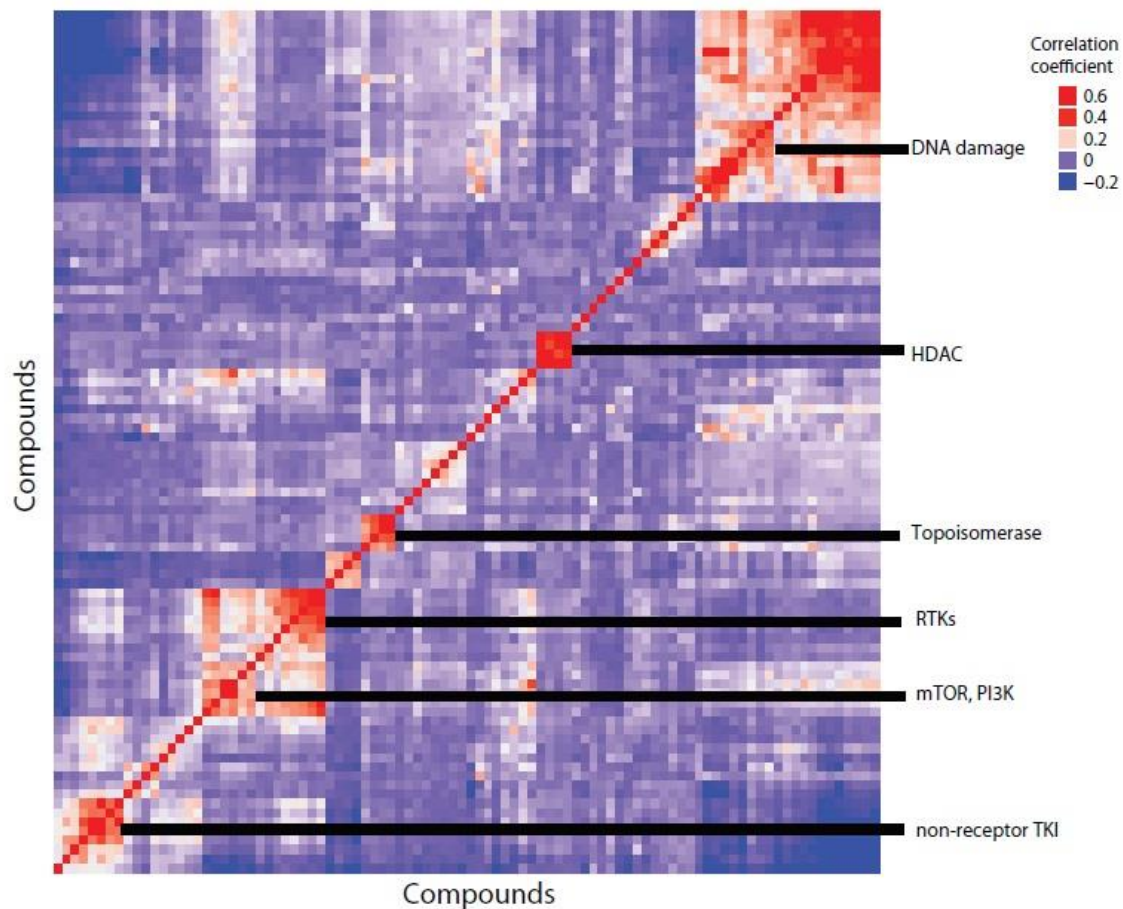 Correlation
coefficient
0.6
0.4
0.2
0
−0.2
DNA damage
HDAC
Topoisomerase
RTKs
mTOR, PI3K
non-receptor TKI
Compounds
Compounds